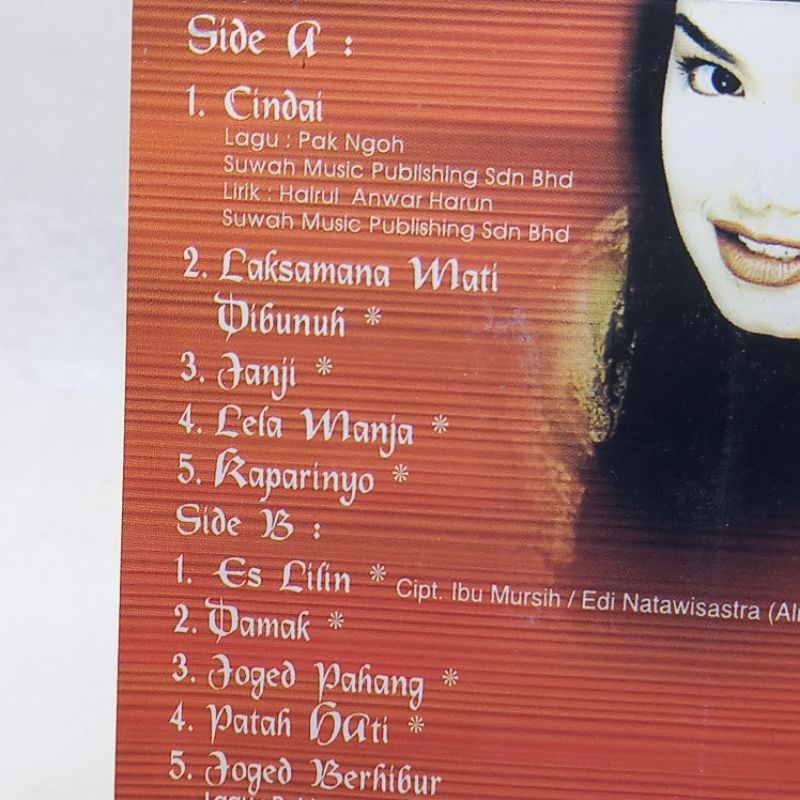 Side A :
1. Cindai
Lagu : Pak Ngoh
Suwah Music Publishing Sdn Bhd
Lirik : Hairul Anwar Harun
Suwah Music Publishing Sdn Bhd
2. Laksamana Mati
Dibunuh *
3. Janji *
4. Lela Manja *
5. Kaparinyo *
Side B :
1. Es Lilin * Cipt. Ibu Mursih / Edi Natawisastra
2. Damak *
3. Joged Pahang *
4. Patah HAti *
5. Joged Berhibur